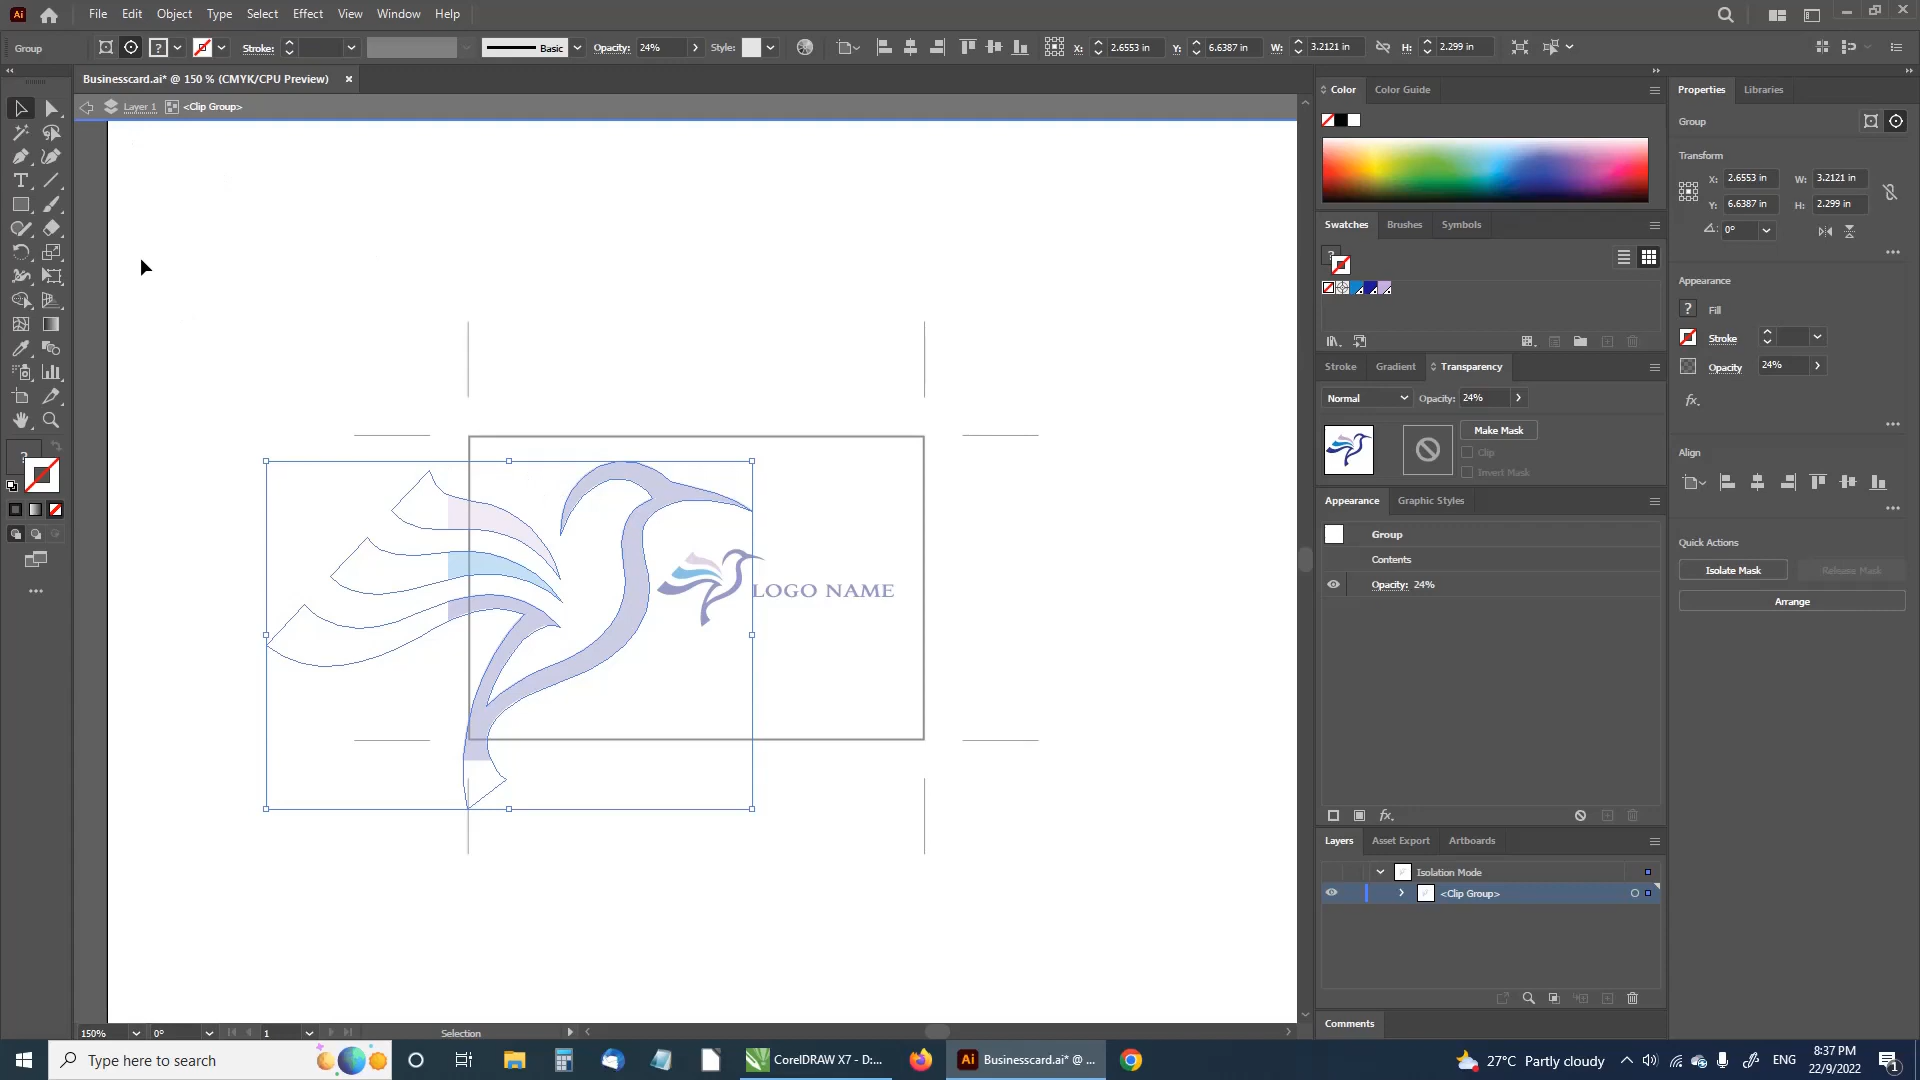 Ai
File Edit Object Type Select Effect View Window Help
Group ? Stroke: Basic Opacity: 24% Style: X: 2.6553 in Y: 6.6387 in W: 3.2121 in H: 2.299 in
Businesscard.ai* @ 150 % (CMYK/CPU Preview) ×
Layer 1 <Clip Group>
LOGO NAME
150% 0° 1 Selection
Color Color Guide
Swatches Brushes Symbols
Stroke Gradient Transparency
Normal Opacity: 24%
Make Mask
Clip
Invert Mask
Appearance Graphic Styles
Group
Contents
Opacity: 24%
fx.
Layers Asset Export Artboards
Isolation Mode
<Clip Group>
Comments
Properties Libraries
Group
Transform
X: 2.6553 in W: 3.2121 in
Y: 6.6387 in H: 2.299 in
0°
Appearance
? Fill
Stroke
Opacity 24%
fx.
Align
Quick Actions
Isolate Mask Release Mask
Arrange
Type here to search
CorelDRAW X7 - D:...
Ai Businesscard.ai* @ ...
27°C Partly cloudy
ENG
8:37 PM
22/9/2022
1